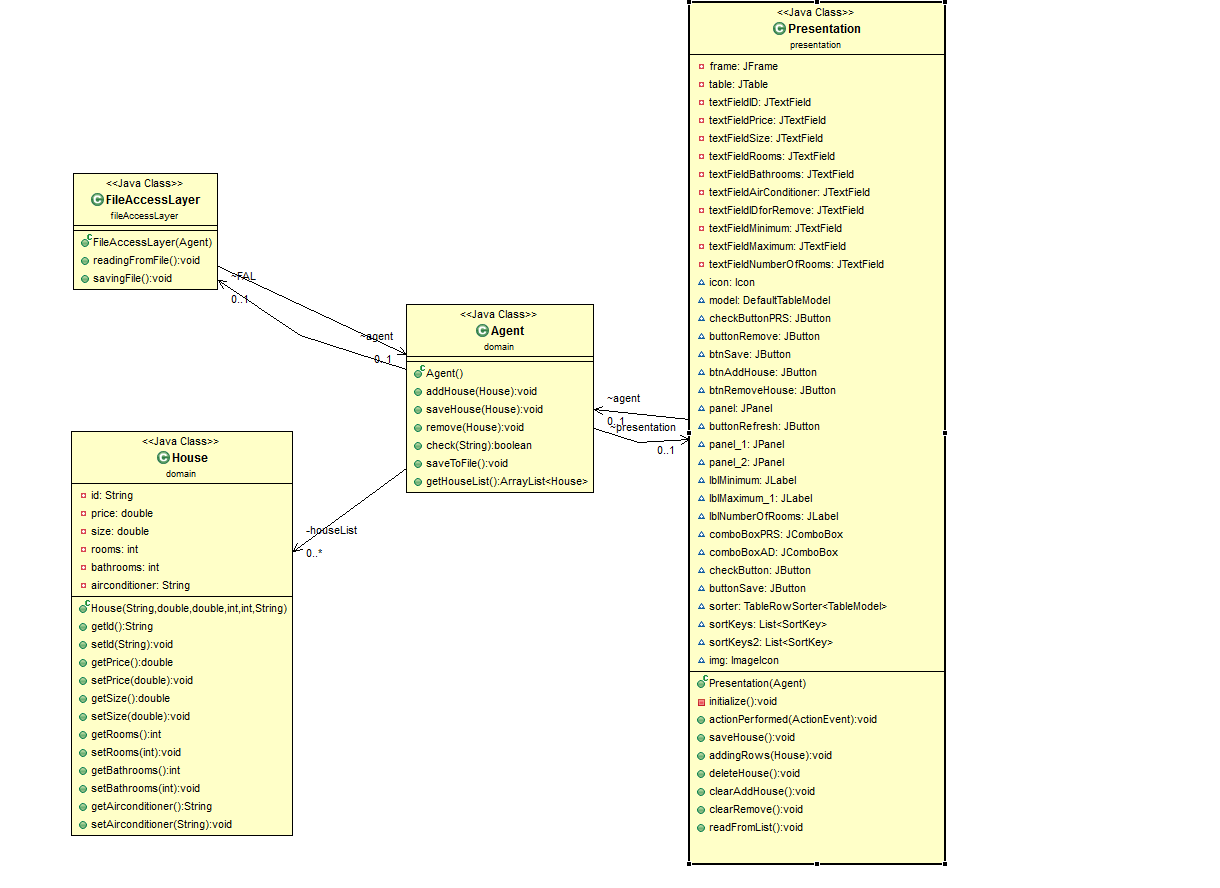 <<Java Class>>
Presentation
presentation
frame: JFrame
table: JTable
textFieldID: JTextField
textFieldPrice: JTextField
textFieldSize: JTextField
textFieldRooms: JTextField
textFieldBathrooms: JTextField
textFieldAirConditioner: JTextField
textFieldIDforRemove: JTextField
textFieldMinimum: JTextField
textFieldMaximum: JTextField
textFieldNumberOfRooms: JTextField
icon: Icon
model: DefaultTableModel
checkButtonPRS: JButton
buttonRemove: JButton
btnSave: JButton
btnAddHouse: JButton
btnRemoveHouse: JButton
panel: JPanel
buttonRefresh: JButton
panel_1: JPanel
panel_2: JPanel
lblMinimum: JLabel
lblMaximum_1: JLabel
lblNumberOfRooms: JLabel
comboBoxPRS: JComboBox
comboBoxAD: JComboBox
checkButton: JButton
buttonSave: JButton
sorter: TableRowSorter<TableModel>
sortKeys: List<SortKey>
sortKeys2: List<SortKey>
img: ImageIcon
Presentation(Agent)
initialize():void
actionPerformed(ActionEvent):void
saveHouse():void
addingRows(House):void
deleteHouse():void
clearAddHouse():void
clearRemove():void
readFromList():void
<<Java Class>>
FileAccessLayer
fileAccessLayer
FileAccessLayer(Agent)
readingFromFile():void
savingFile():void
~FAL
0..1
~agent
0..1
<<Java Class>>
Agent
domain
Agent()
addHouse(House):void
saveHouse(House):void
remove(House):void
check(String):boolean
saveToFile():void
getHouseList():ArrayList<House>
~agent
0..1
~presentation
0..1
-houseList
0..*
<<Java Class>>
House
domain
id: String
price: double
size: double
rooms: int
bathrooms: int
airconditioner: String
House(String,double,double,int,int,String)
getId():String
setId(String):void
getPrice():double
setPrice(double):void
getSize():double
setSize(double):void
getRooms():int
setRooms(int):void
getBathrooms():int
setBathrooms(int):void
getAirconditioner():String
setAirconditioner(String):void